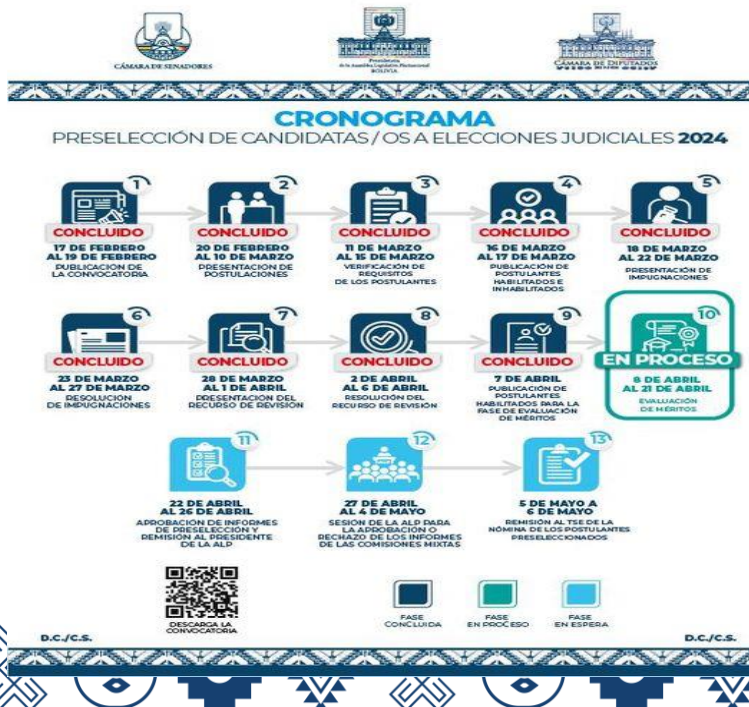 CÁMARA DE SENADORES
Presidencia
de la Asamblea Legislativa Plurinacional
BOLIVIA
CÁMARA DE DIPUTADOS
CRONOGRAMA
PRESELECCIÓN DE CANDIDATAS / OS A ELECCIONES JUDICIALES 2024
1
CONCLUIDO
17 DE FEBRERO
AL 19 DE FEBRERO
PUBLICACIÓN DE
LA CONVOCATORIA
2
CONCLUIDO
20 DE FEBRERO
AL 10 DE MARZO
PRESENTACIÓN DE
POSTULACIONES
3
CONCLUIDO
11 DE MARZO
AL 15 DE MARZO
VERIFICACIÓN DE
REQUISITOS
DE LOS POSTULANTES
4
CONCLUIDO
16 DE MARZO
AL 17 DE MARZO
PUBLICACIÓN DE
POSTULANTES
HABILITADOS E
INHABILITADOS
5
CONCLUIDO
18 DE MARZO
AL 22 DE MARZO
PRESENTACIÓN DE
IMPUGNACIONES
6
CONCLUIDO
23 DE MARZO
AL 27 DE MARZO
RESOLUCIÓN
DE IMPUGNACIONES
7
CONCLUIDO
28 DE MARZO
AL 1 DE ABRIL
PRESENTACIÓN DEL
RECURSO DE REVISIÓN
8
CONCLUIDO
2 DE ABRIL
AL 6 DE ABRIL
RESOLUCIÓN DEL
RECURSO DE REVISIÓN
9
CONCLUIDO
7 DE ABRIL
PUBLICACIÓN DE
POSTULANTES
HABILITADOS PARA LA
FASE DE EVALUACIÓN
DE MÉRITOS
10
EN PROCESO
8 DE ABRIL
AL 21 DE ABRIL
EVALUACIÓN
DE MÉRITOS
11
22 DE ABRIL
AL 26 DE ABRIL
APROBACIÓN DE INFORMES
DE PRESELECCIÓN Y
REMISIÓN AL PRESIDENTE
DE LA ALP
12
27 DE ABRIL
AL 4 DE MAYO
SESIÓN DE LA ALP PARA
LA APROBACIÓN O
RECHAZO DE LOS INFORMES
DE LAS COMISIONES MIXTAS
13
5 DE MAYO A
6 DE MAYO
REMISIÓN AL TSE DE LA
NÓMINA DE LOS POSTULANTES
PRESELECCIONADOS
DESCARGA LA
CONVOCATORIA
FASE
CONCLUIDA
FASE
EN PROCESO
FASE
EN ESPERA
D.C./C.S.
D.C./C.S.